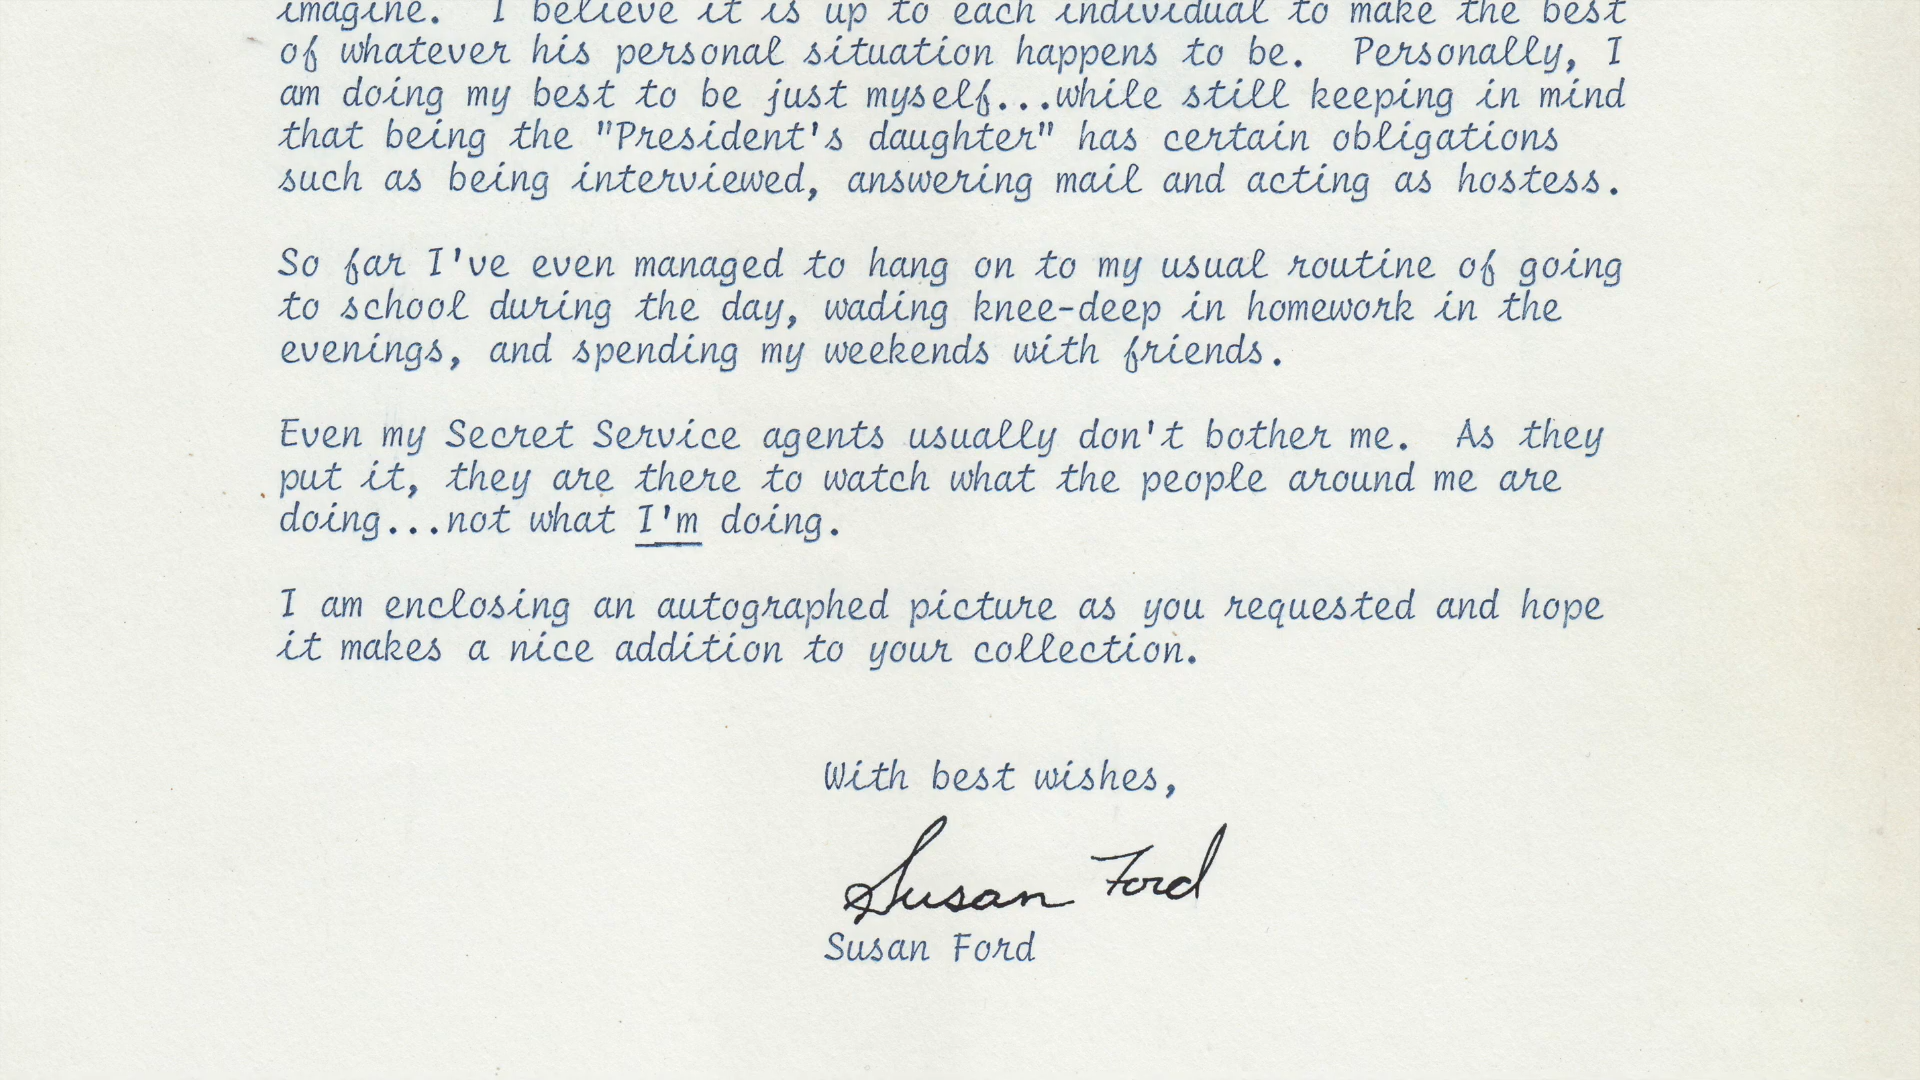 imagine.  I believe it is up to each individual to make the best
of whatever his personal situation happens to be.  Personally, I
am doing my best to be just myself...while still keeping in mind
that being the "President's daughter" has certain obligations
such as being interviewed, answering mail and acting as hostess.
So far I've even managed to hang on to my usual routine of going
to school during the day, wading knee-deep in homework in the
evenings, and spending my weekends with friends.
Even my Secret Service agents usually don't bother me.  As they
put it, they are there to watch what the people around me are
doing...not what I'm doing.
I am enclosing an autographed picture as you requested and hope
it makes a nice addition to your collection.
With best wishes,
Susan Ford
Susan Ford